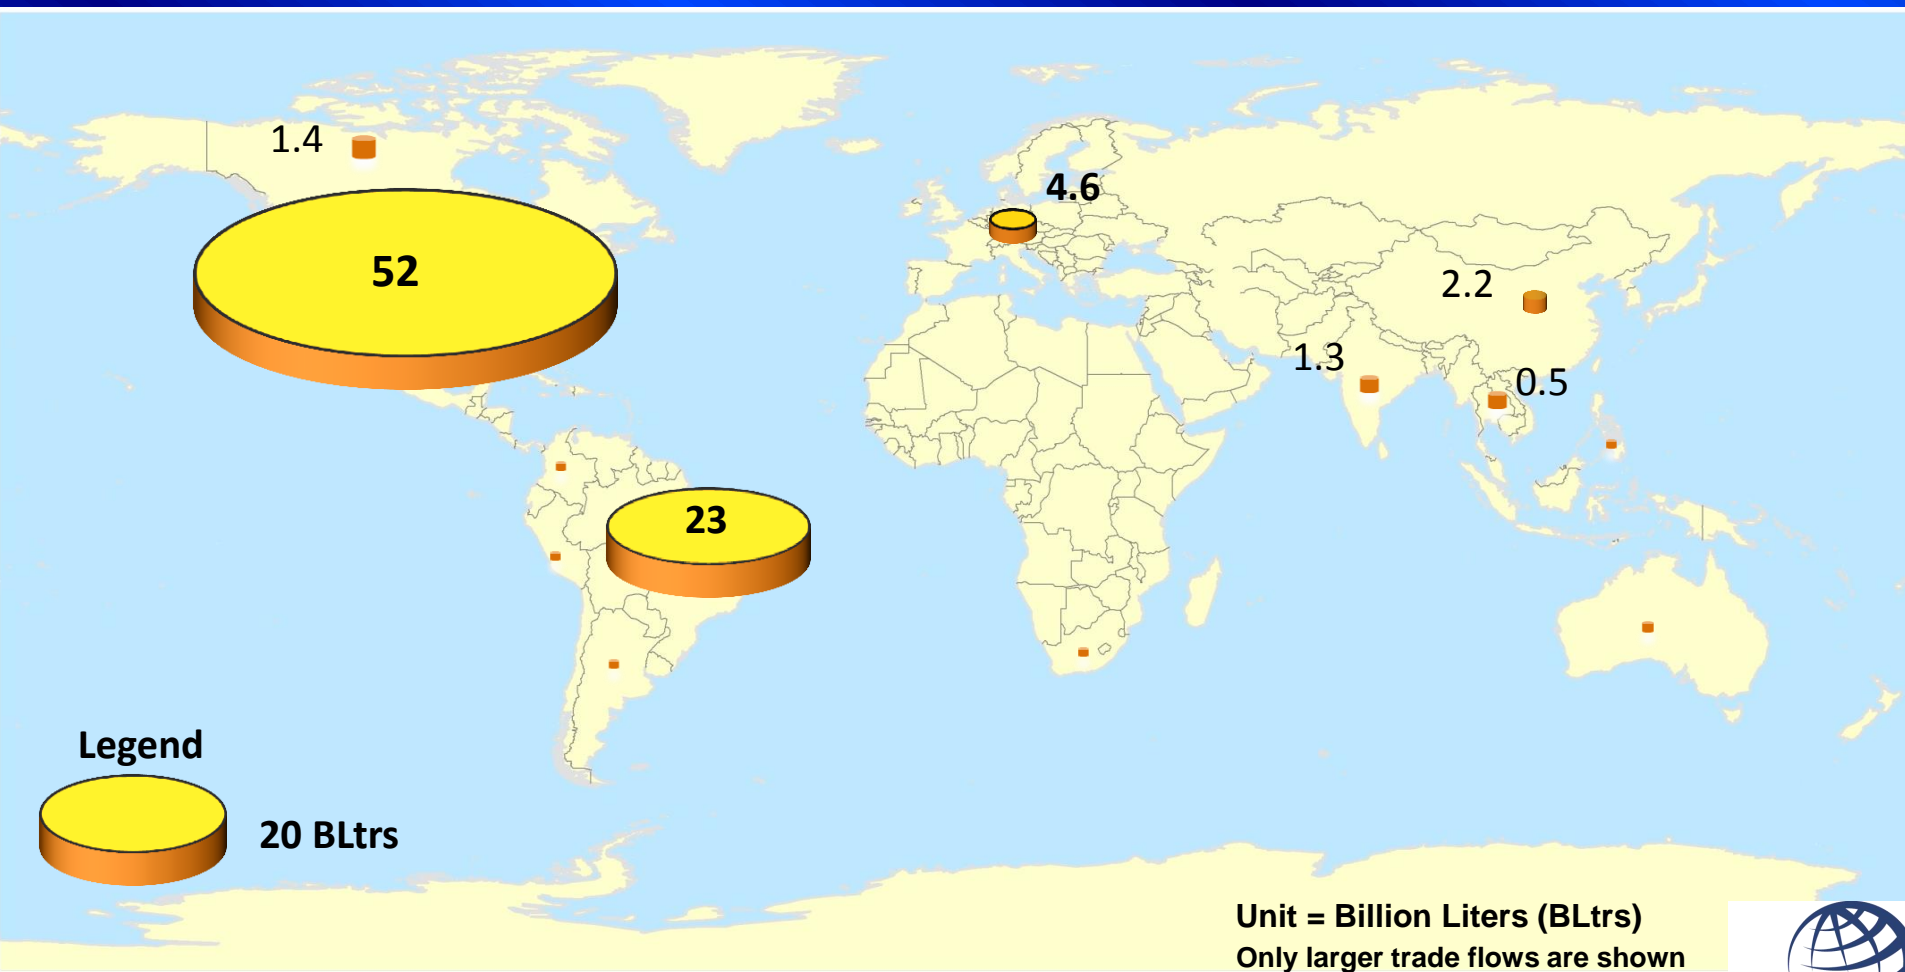 1.4
4.6
52
2.2
1.3
0.5
23
Legend
20 BLtrs
Unit = Billion Liters (BLtrs)
Only larger trade flows are shown